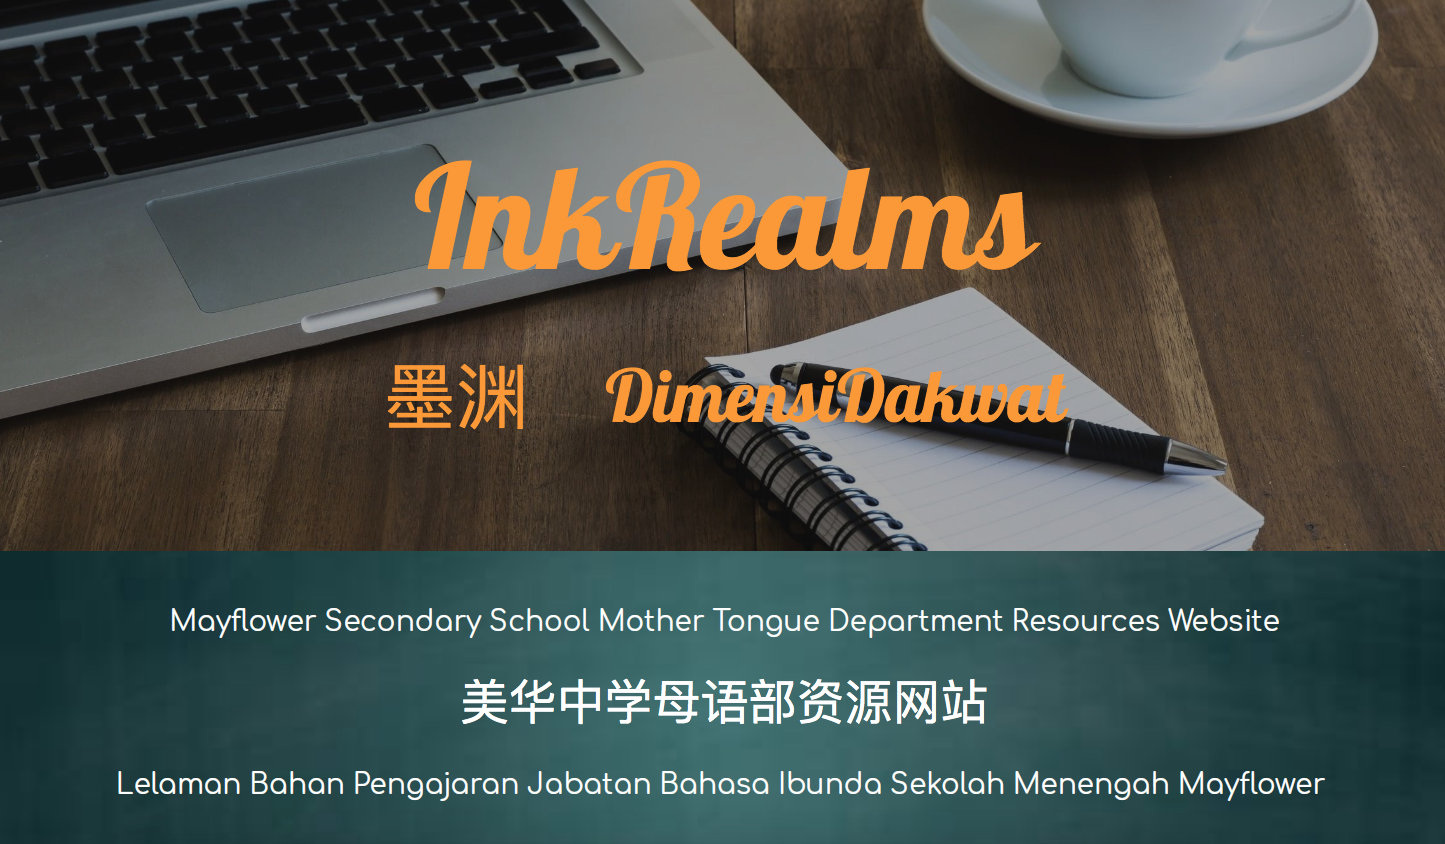 InkRealms
墨渊 DimensiDakwat
Mayflower Secondary School Mother Tongue Department Resources Website
美华中学母语部资源网站
Lelaman Bahan Pengajaran Jabatan Bahasa Ibunda Sekolah Menengah Mayflower